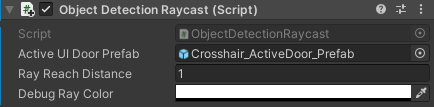 Object Detection Raycast (Script)
Script ObjectDetectionRaycast
Active UI Door Prefab Crosshair_ActiveDoor_Prefab
Ray Reach Distance 1
Debug Ray Color